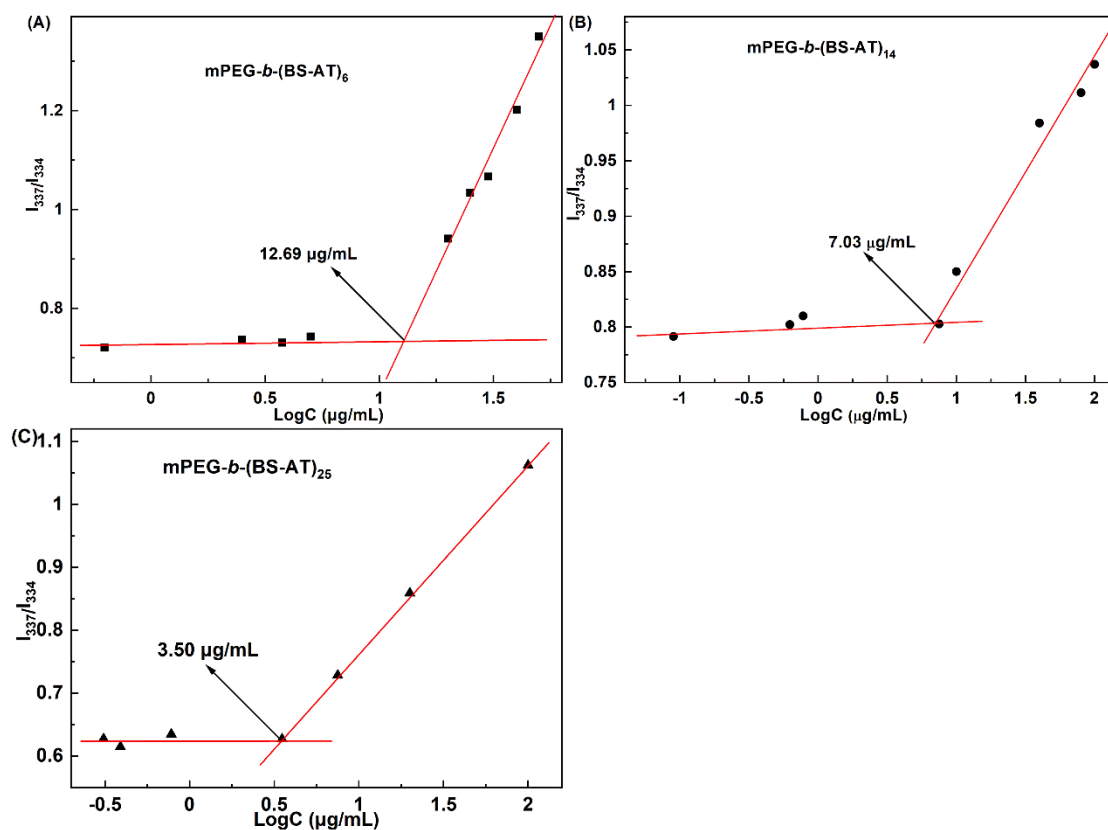 (A)
mPEG-b-(BS-AT)₆
I₃₃₇/I₃₃₄
1.2
1
0.8
12.69 µg/mL
0
0.5
1
1.5
LogC (µg/mL)
(B)
mPEG-b-(BS-AT)₁₄
I₃₃₇/I₃₃₄
1.05
1
0.95
0.9
0.85
0.8
0.75
7.03 µg/mL
-1
-0.5
0
0.5
1
1.5
2
LogC (µg/mL)
(C)
mPEG-b-(BS-AT)₂₅
I₃₃₇/I₃₃₄
1.1
1
0.9
0.8
0.7
0.6
3.50 µg/mL
-0.5
0
0.5
1
1.5
2
LogC (µg/mL)